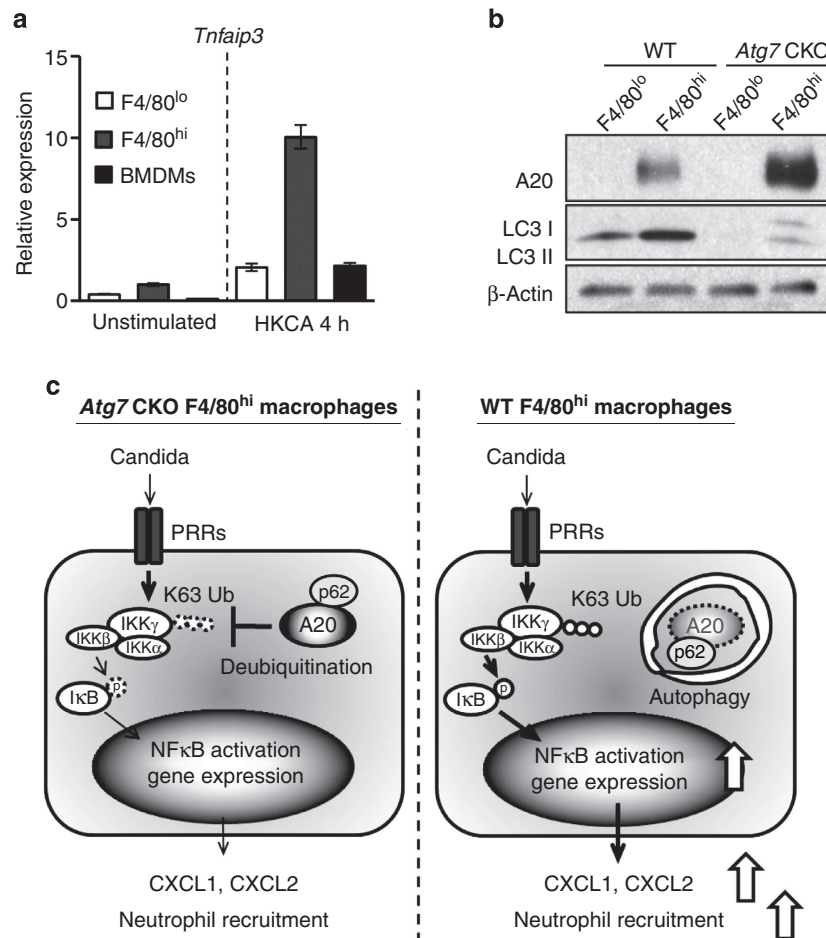 a
Tnfaip3
15
10
5
0
Relative expression
F4/80lo
F4/80hi
BMDMs
Unstimulated
HKCA 4 h
b
WT
Atg7 CKO
F4/80lo
F4/80hi
F4/80lo
F4/80hi
A20
LC3 I
LC3 II
β-Actin
c
Atg7 CKO F4/80hi macrophages
Candida
PRRs
K63 Ub
p62
IKKγ
A20
IKKβ
IKKα
Deubiquitination
p
IκB
NFκB activation
gene expression
CXCL1, CXCL2
Neutrophil recruitment
WT F4/80hi macrophages
Candida
PRRs
K63 Ub
IKKγ
A20
IKKβ
IKKα
p62
p
IκB
Autophagy
NFκB activation
gene expression
CXCL1, CXCL2
Neutrophil recruitment